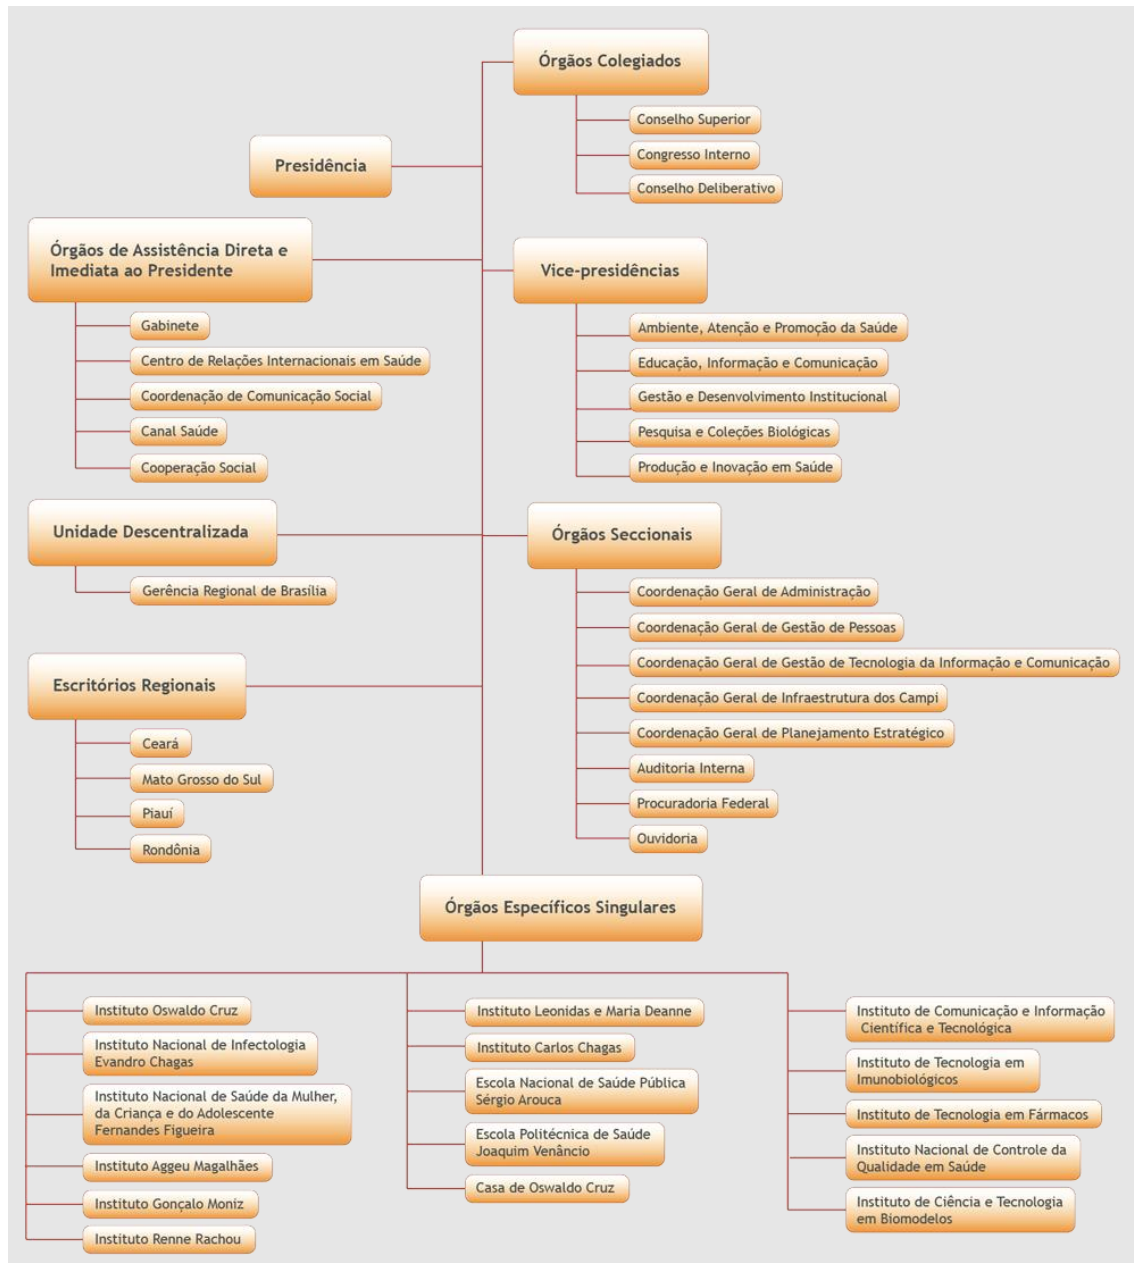 Órgãos Colegiados
Conselho Superior
Congresso Interno
Conselho Deliberativo
Presidência
Órgãos de Assistência Direta e
Imediata ao Presidente
Gabinete
Centro de Relações Internacionais em Saúde
Coordenação de Comunicação Social
Canal Saúde
Cooperação Social
Vice-presidências
Ambiente, Atenção e Promoção da Saúde
Educação, Informação e Comunicação
Gestão e Desenvolvimento Institucional
Pesquisa e Coleções Biológicas
Produção e Inovação em Saúde
Unidade Descentralizada
Gerência Regional de Brasília
Órgãos Seccionais
Coordenação Geral de Administração
Coordenação Geral de Gestão de Pessoas
Coordenação Geral de Gestão de Tecnologia da Informação e Comunicação
Coordenação Geral de Infraestrutura dos Campi
Coordenação Geral de Planejamento Estratégico
Auditoria Interna
Procuradoria Federal
Ouvidoria
Escritórios Regionais
Ceará
Mato Grosso do Sul
Piauí
Rondônia
Órgãos Específicos Singulares
Instituto Oswaldo Cruz
Instituto Nacional de Infectologia
Evandro Chagas
Instituto Nacional de Saúde da Mulher,
da Criança e do Adolescente
Fernandes Figueira
Instituto Aggeu Magalhães
Instituto Gonçalo Moniz
Instituto Renne Rachou
Instituto Leonidas e Maria Deanne
Instituto Carlos Chagas
Escola Nacional de Saúde Pública
Sérgio Arouca
Escola Politécnica de Saúde
Joaquim Venâncio
Casa de Oswaldo Cruz
Instituto de Comunicação e Informação
Científica e Tecnológica
Instituto de Tecnologia em
Imunobiológicos
Instituto de Tecnologia em Fármacos
Instituto Nacional de Controle da
Qualidade em Saúde
Instituto de Ciência e Tecnologia
em Biomodelos